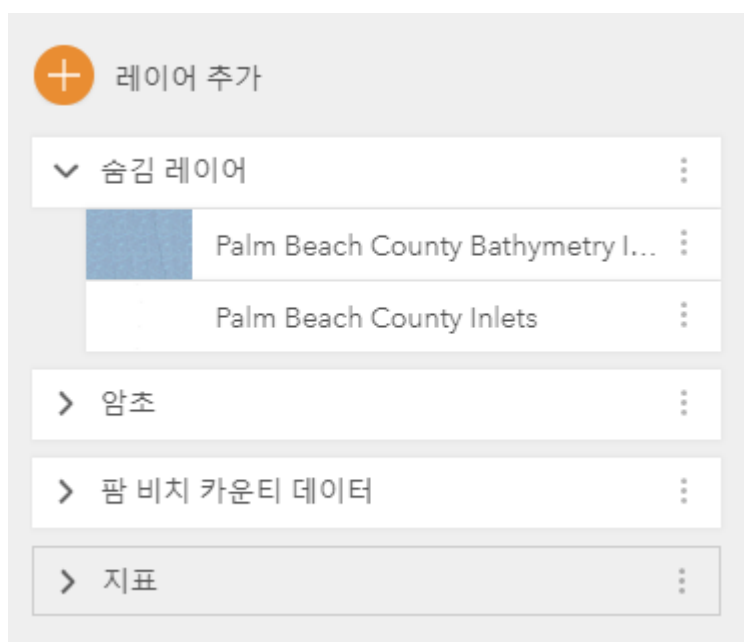 레이어 추가
숨김 레이어
Palm Beach County Bathymetry I...
Palm Beach County Inlets
암초
팜 비치 카운티 데이터
지표